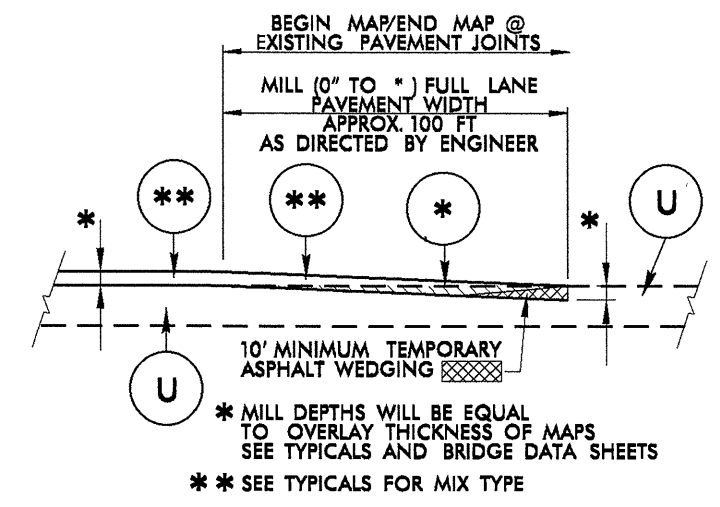 BEGIN MAP/END MAP @
EXISTING PAVEMENT JOINTS
MILL (0" TO * ) FULL LANE
PAVEMENT WIDTH
APPROX. 100 FT
AS DIRECTED BY ENGINEER
**
**
*
U
*
*
U
10' MINIMUM TEMPORARY
ASPHALT WEDGING
* MILL DEPTHS WILL BE EQUAL
TO OVERLAY THICKNESS OF MAPS
SEE TYPICALS AND BRIDGE DATA SHEETS
** SEE TYPICALS FOR MIX TYPE